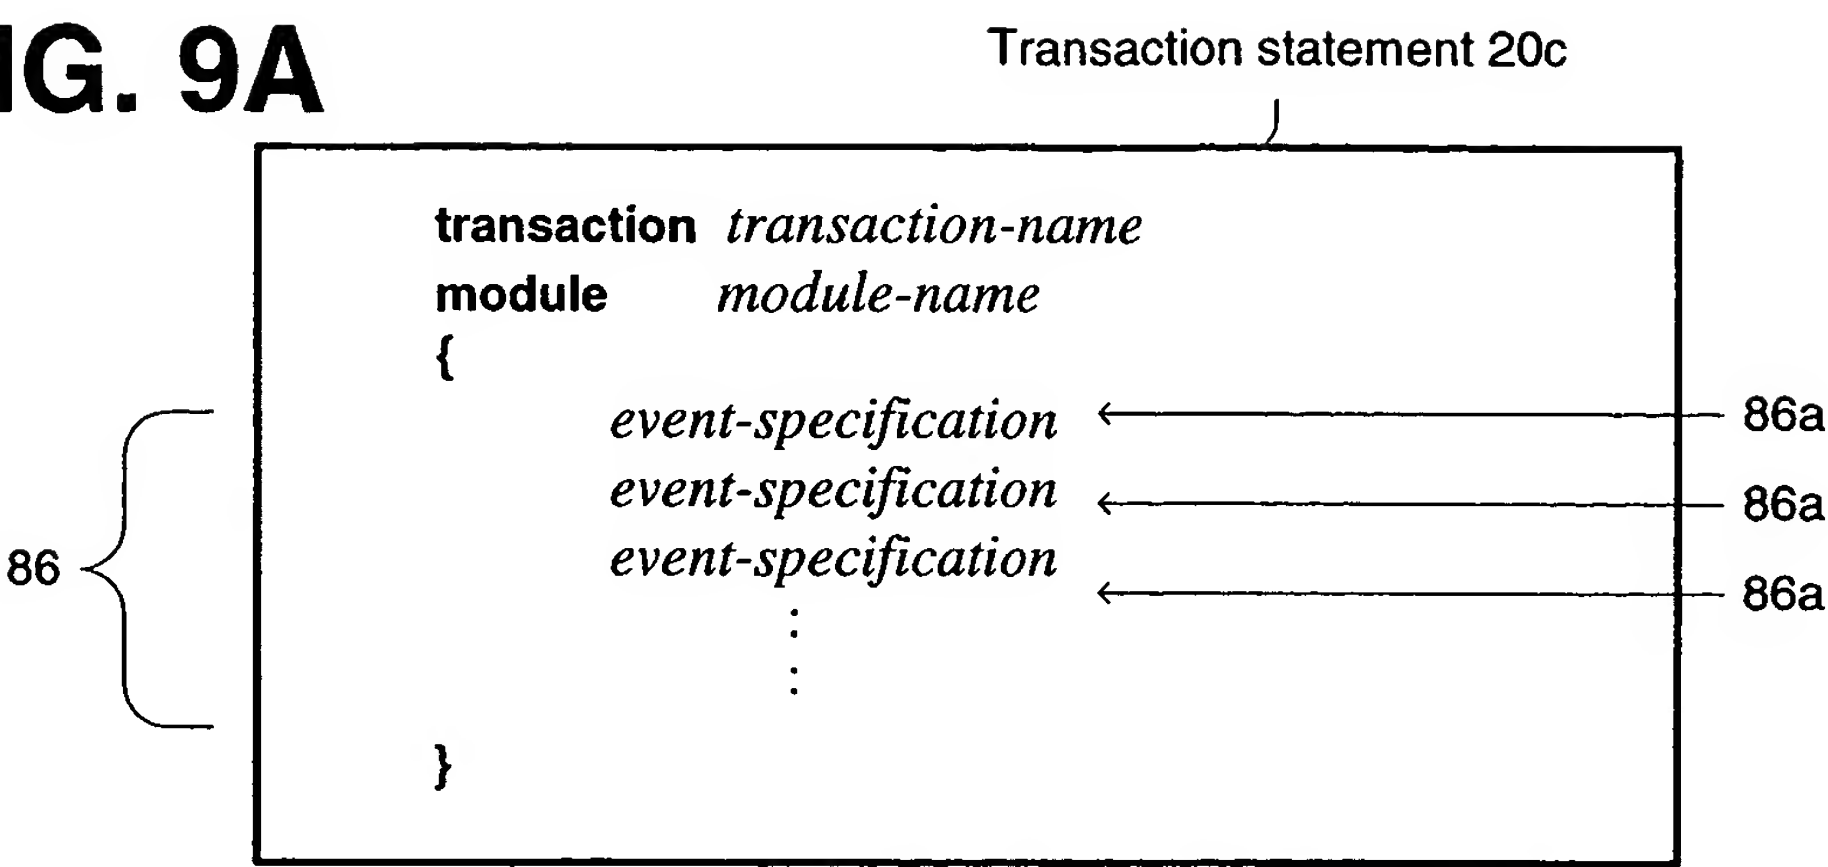 IG. 9A
Transaction statement 20c
transaction transaction-name
module module-name
{
event-specification 86a
event-specification 86a
event-specification 86a
86
:
:
}